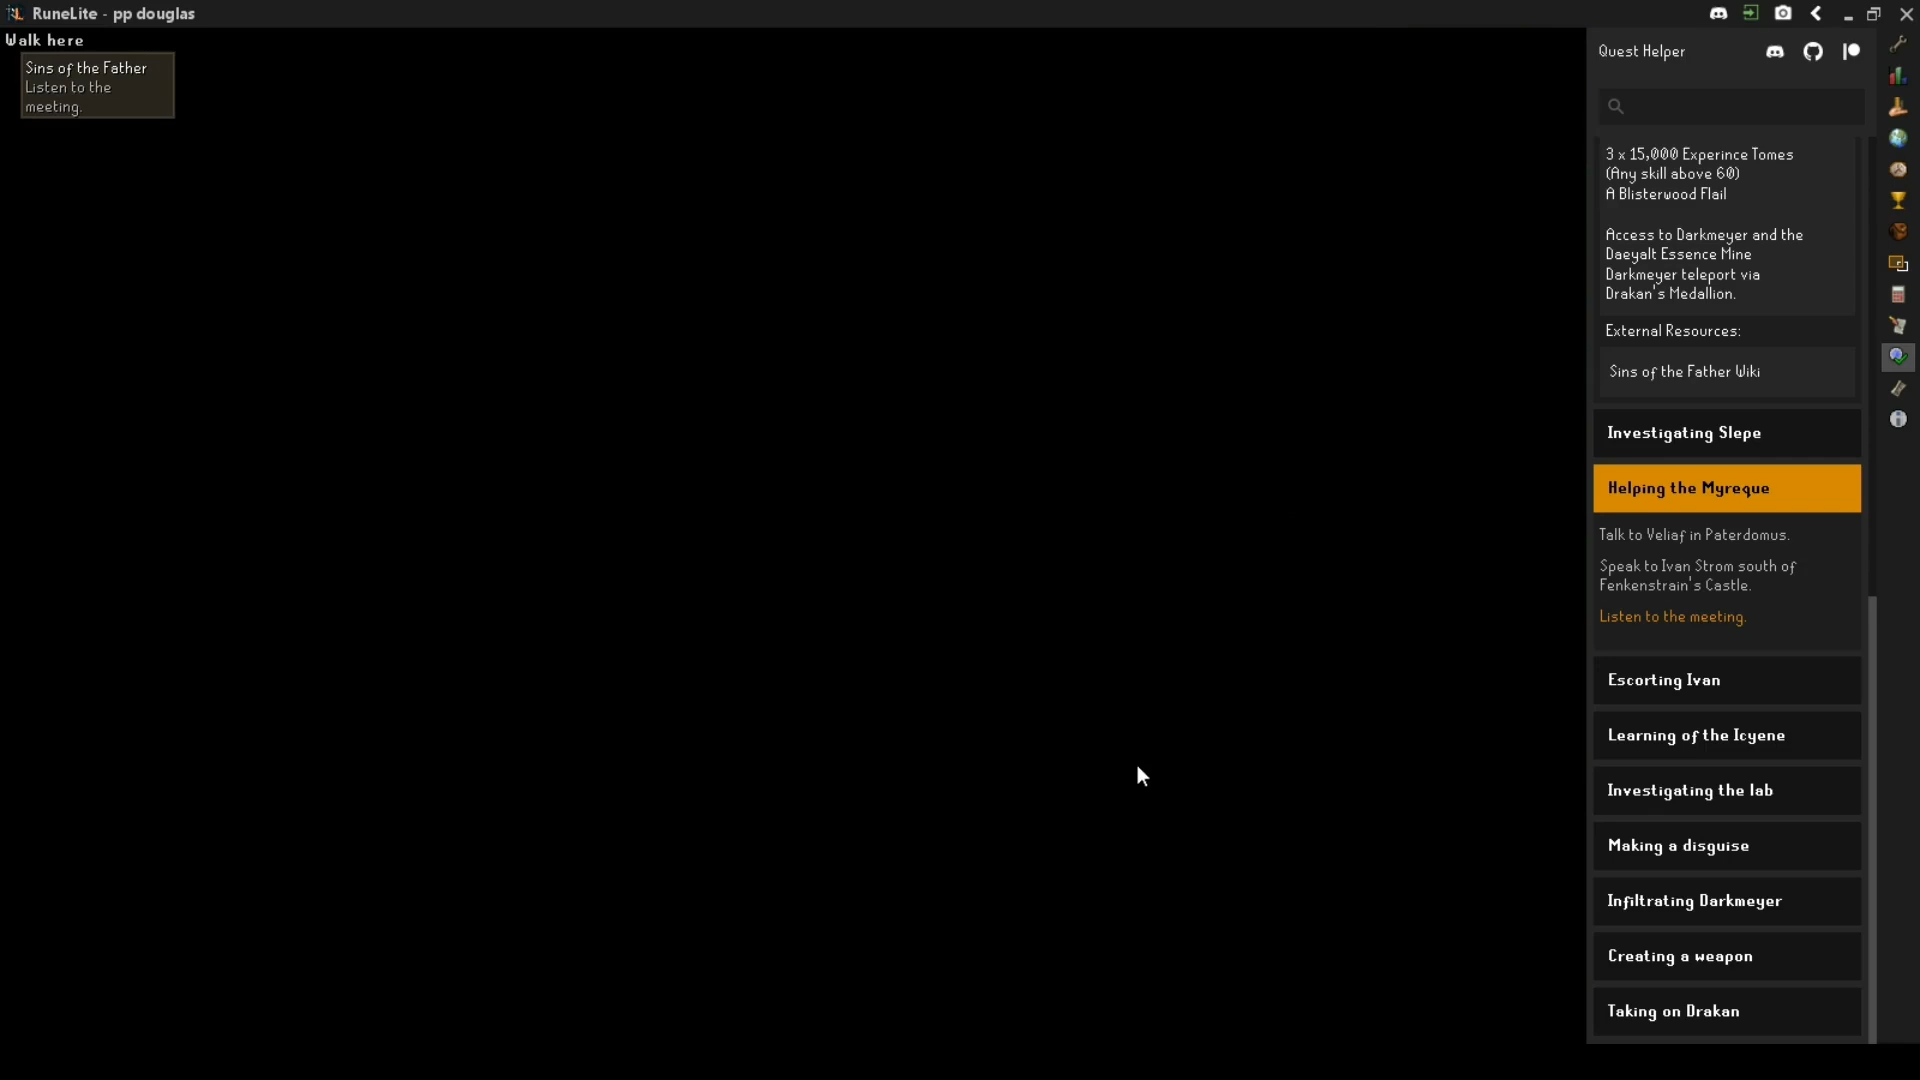 RuneLite - pp douglas
Walk here
Sins of the Father
Listen to the
meeting.
Quest Helper
3 x 15,000 Experince Tomes
(Any skill above 60)
A Blisterwood Flail
Access to Darkmeyer and the
Daeyalt Essence Mine
Darkmeyer teleport via
Drakan's Medallion.
External Resources:
Sins of the Father Wiki
Investigating Slepe
Helping the Myreque
Talk to Veliaf in Paterdomus.
Speak to Ivan Strom south of
Fenkenstrain's Castle.
Listen to the meeting.
Escorting Ivan
Learning of the Icyene
Investigating the lab
Making a disguise
Infiltrating Darkmeyer
Creating a weapon
Taking on Drakan